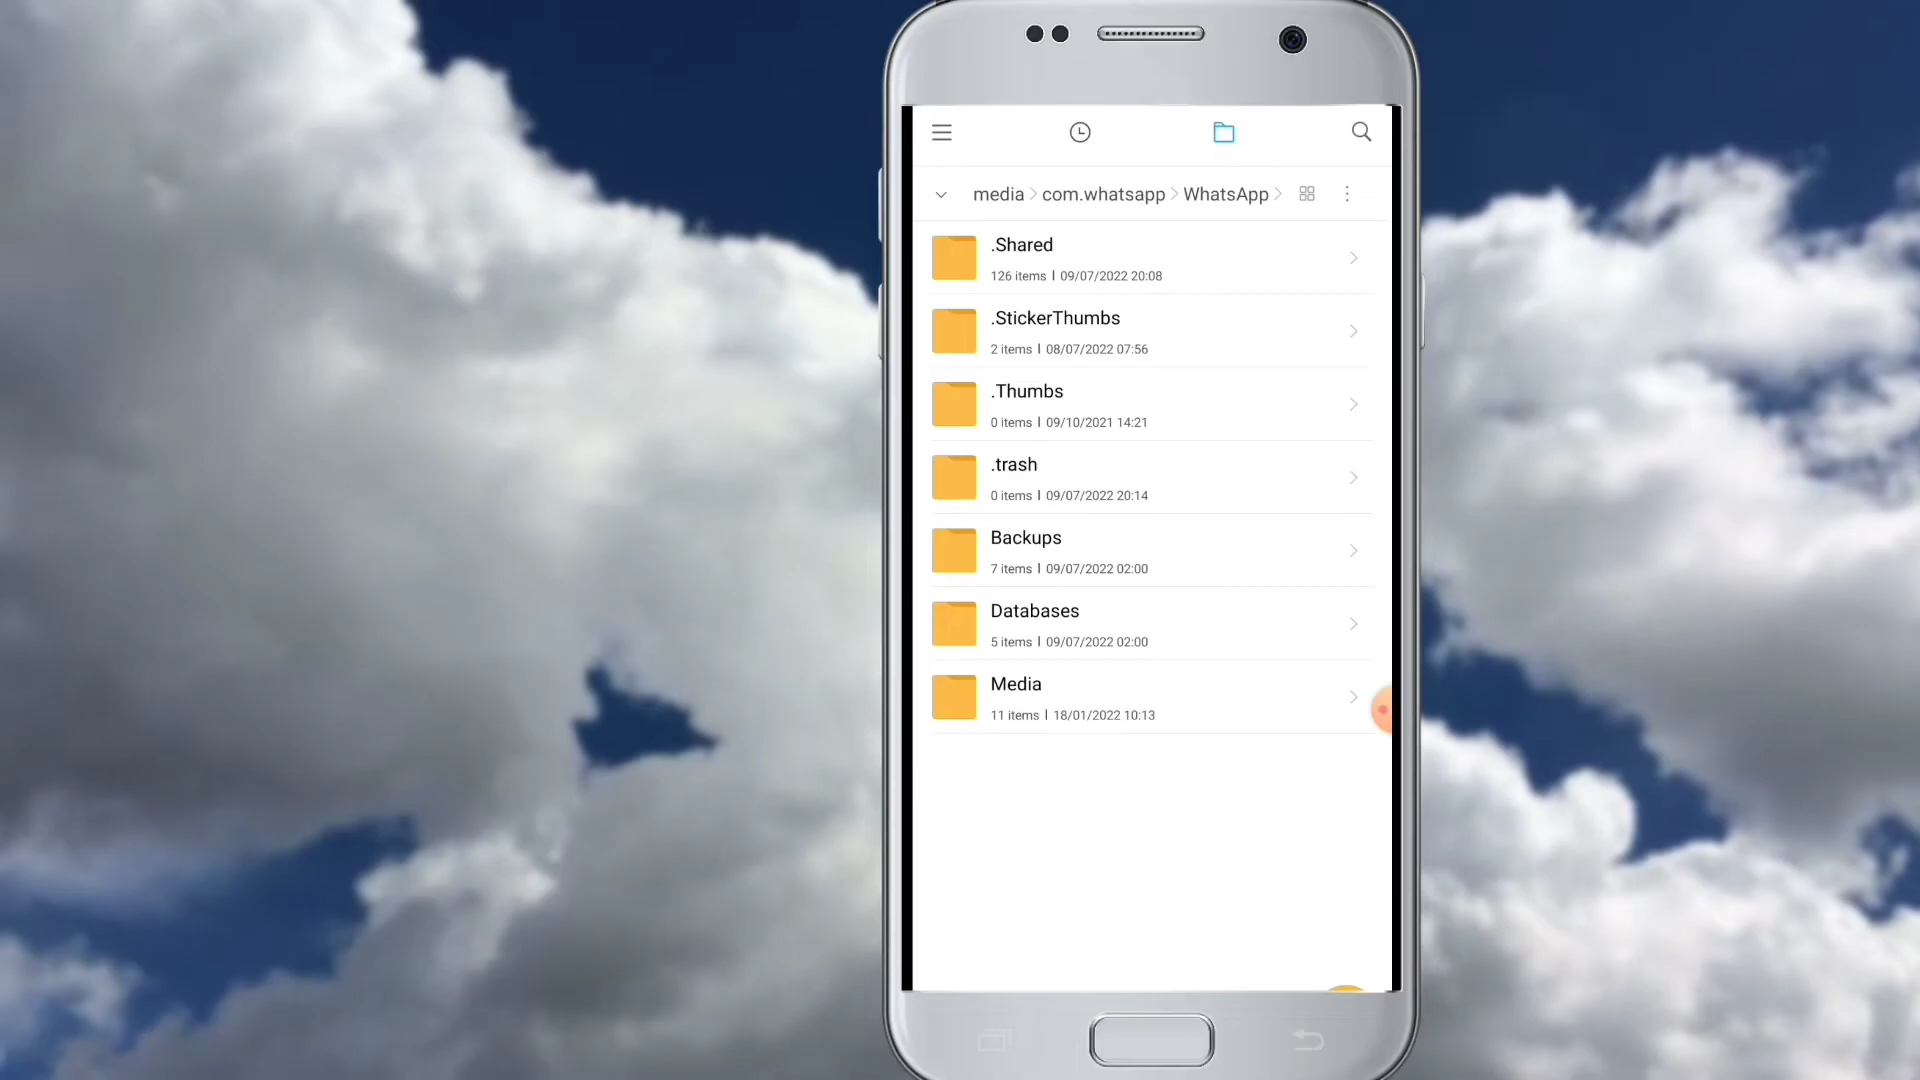 media > com.whatsapp > WhatsApp >
.Shared
126 items | 09/07/2022 20:08
.StickerThumbs
2 items | 08/07/2022 07:56
.Thumbs
0 items | 09/10/2021 14:21
.trash
0 items | 09/07/2022 20:14
Backups
7 items | 09/07/2022 02:00
Databases
5 items | 09/07/2022 02:00
Media
11 items | 18/01/2022 10:13